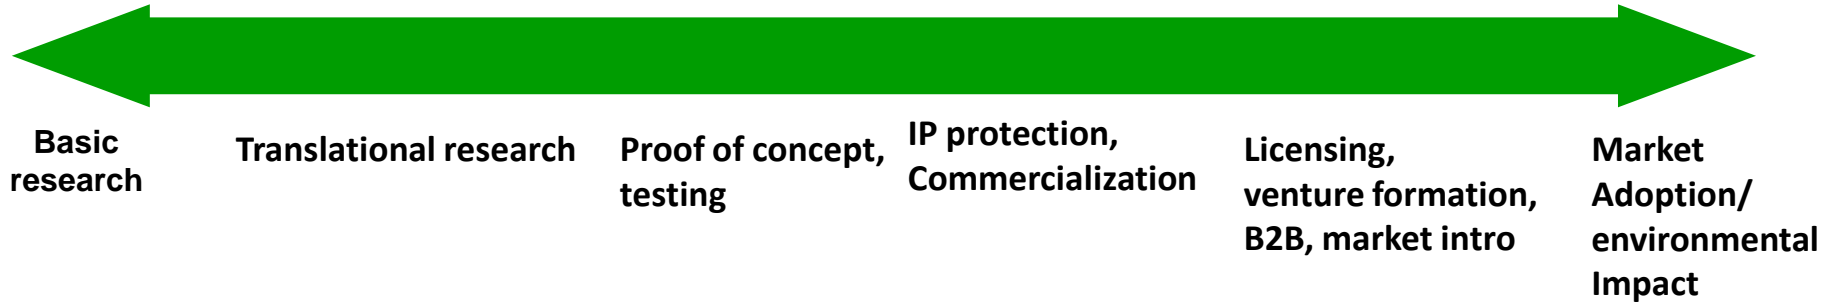 Basic
research
Translational research
Proof of concept,
testing
IP protection,
Commercialization
Licensing,
venture formation,
B2B, market intro
Market
Adoption/
environmental
Impact